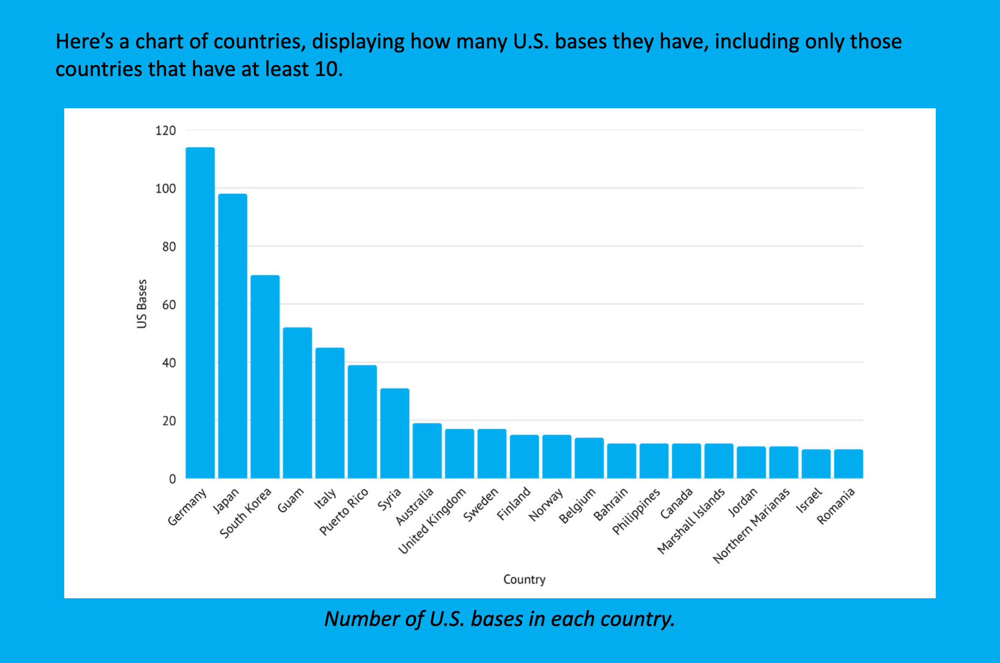 Here’s a chart of countries, displaying how many U.S. bases they have, including only those
countries that have at least 10.
120
100
80
60
40
20
0
US Bases
Germany
Japan
South Korea
Guam
Italy
Puerto Rico
Syria
Australia
United Kingdom
Sweden
Finland
Norway
Belgium
Bahrain
Philippines
Canada
Marshall Islands
Jordan
Northern Marianas
Israel
Romania
Country
Number of U.S. bases in each country.